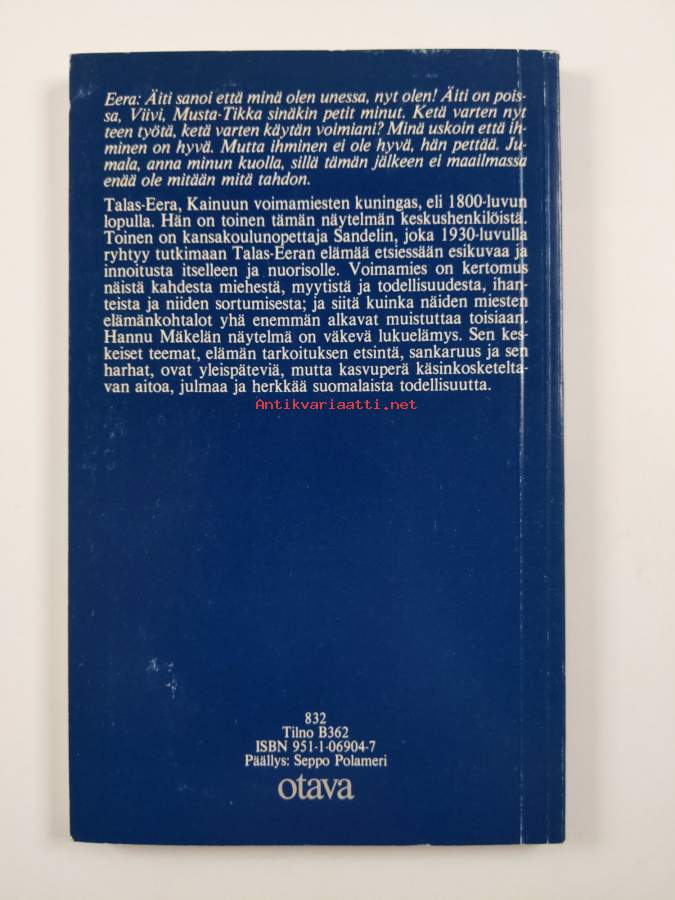 Eera: Äiti sanoi että minä olen unessa, nyt olen! Äiti on pois-
sa, Viivi, Musta-Tikka sinäkin petit minut. Ketä varten nyt
teen työtä, ketä varten käytän voimiani? Minä uskoin että ih-
minen on hyvä. Mutta ihminen ei ole hyvä, hän pettää. Ju-
mala, anna minun kuolla, sillä tämän jälkeen ei maailmassa
enää ole mitään mitä tahdon.
Talas-Eera, Kainuun voimamiesten kuningas, eli 1800-luvun
lopulla. Hän on toinen tämän näytelmän keskushenkilöistä.
Toinen on kansakoulunopettaja Sandelin, joka 1930-luvulla
ryhtyy tutkimaan Talas-Eeran elämää etsiessään esikuvaa ja
innoitusta itselleen ja nuorisolle. Voimamies on kertomus
näistä kahdesta miehestä, myytistä ja todellisuudesta, ihan-
teista ja niiden sortumisesta; ja siitä kuinka näiden miesten
elämänkohtalot yhä enemmän alkavat muistuttaa toisiaan.
Hannu Mäkelän näytelmä on väkevä lukuelämys. Sen kes-
keiset teemat, elämän tarkoituksen etsintä, sankaruus ja sen
harhat, ovat yleispäteviä, mutta kasvuperä käsinkosketelta-
van aitoa, julmaa ja herkkää suomalaista todellisuutta.
Antikvariaatti.net
832
Tilno B362
ISBN 951-1-06904-7
Päällys: Seppo Polameri
otava